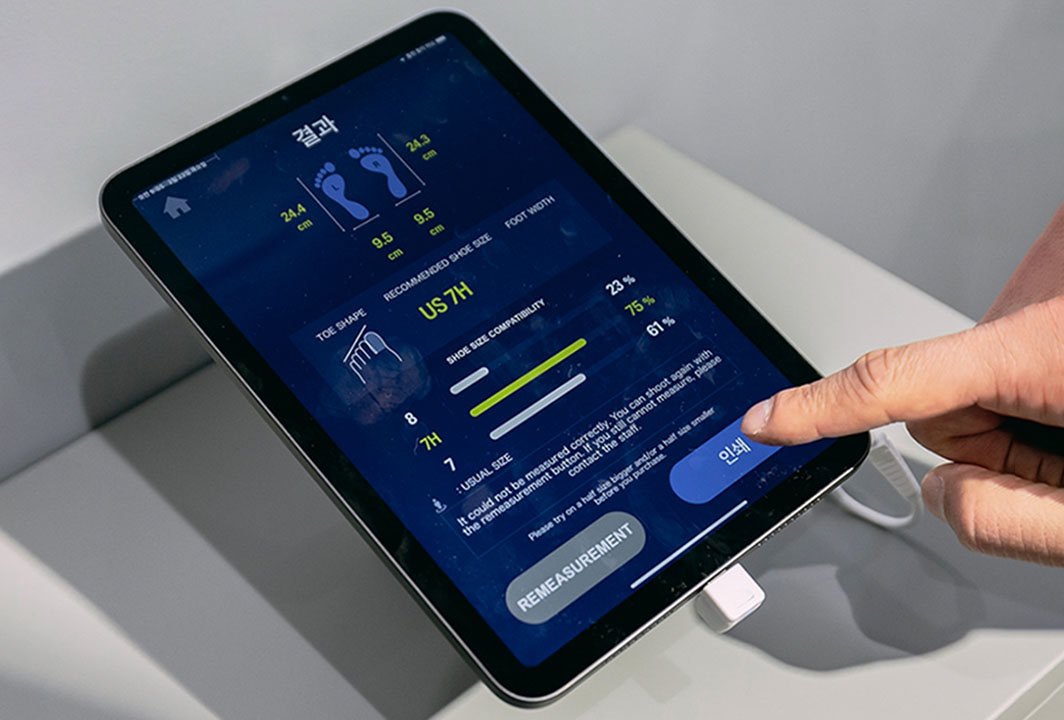 결과
24.3
cm
24.4
cm
9.5
cm
9.5
cm
TOE SHAPE
RECOMMENDED SHOE SIZE
FOOT WIDTH
US 7H
SHOE SIZE COMPATIBILITY
8
23 %
7H
75 %
7
61 %
: USUAL SIZE
It could not be measured correctly. You can shoot again with
the remeasurement button. If you still cannot measure, please
contact the staff.
Please try on a half size bigger and/or a half size smaller
before you purchase.
REMEASUREMENT
인쇄